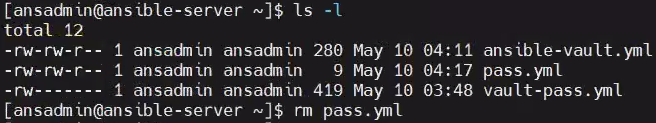 [ansadmin@ansible-server ~]$ ls -l
total 12
-rw-rw-r-- 1 ansadmin ansadmin 280 May 10 04:11 ansible-vault.yml
-rw-rw-r-- 1 ansadmin ansadmin   9 May 10 04:17 pass.yml
-rw------- 1 ansadmin ansadmin 419 May 10 03:48 vault-pass.yml
[ansadmin@ansible-server ~]$ rm pass.yml